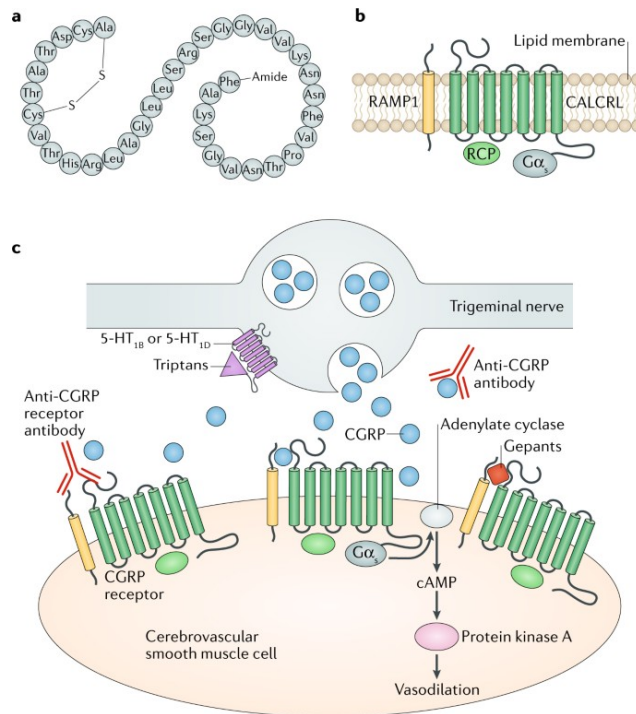 a
Ala
Cys
Asp
Thr
Ala
Thr
Cys
S
S
Val
Thr
His
Arg
Leu
Ala
Gly
Leu
Leu
Ser
Arg
Ser
Gly
Gly
Val
Val
Lys
Asn
Asn
Phe
Val
Pro
Thr
Asn
Val
Gly
Ser
Lys
Ala
Phe
Amide
b
Lipid membrane
RAMP1
CALCRL
RCP
Gαs
c
Trigeminal nerve
5-HT1B or 5-HT1D
Triptans
Anti-CGRP
antibody
Anti-CGRP
receptor
antibody
CGRP
Adenylate cyclase
Gepants
CGRP
receptor
Gαs
cAMP
Cerebrovascular
smooth muscle cell
Protein kinase A
Vasodilation